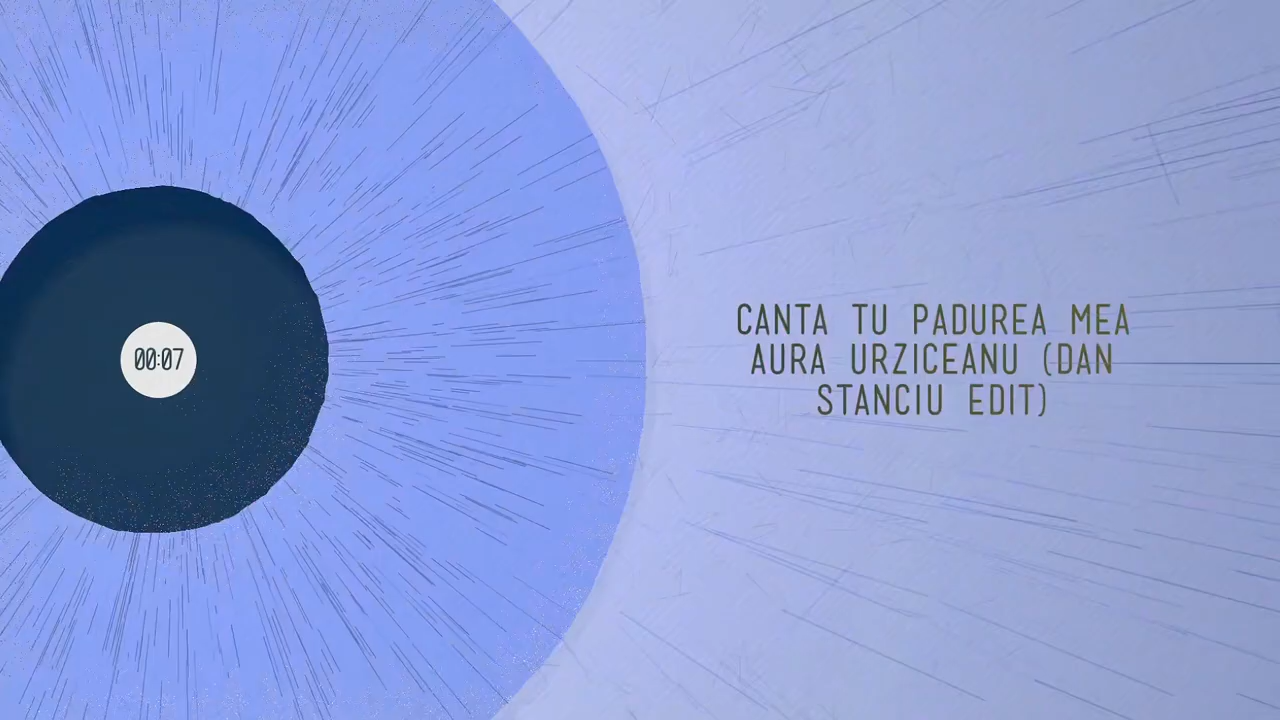 00:07
CANTA TU PADUREA MEA
AURA URZICEANU (DAN
STANCIU EDIT)